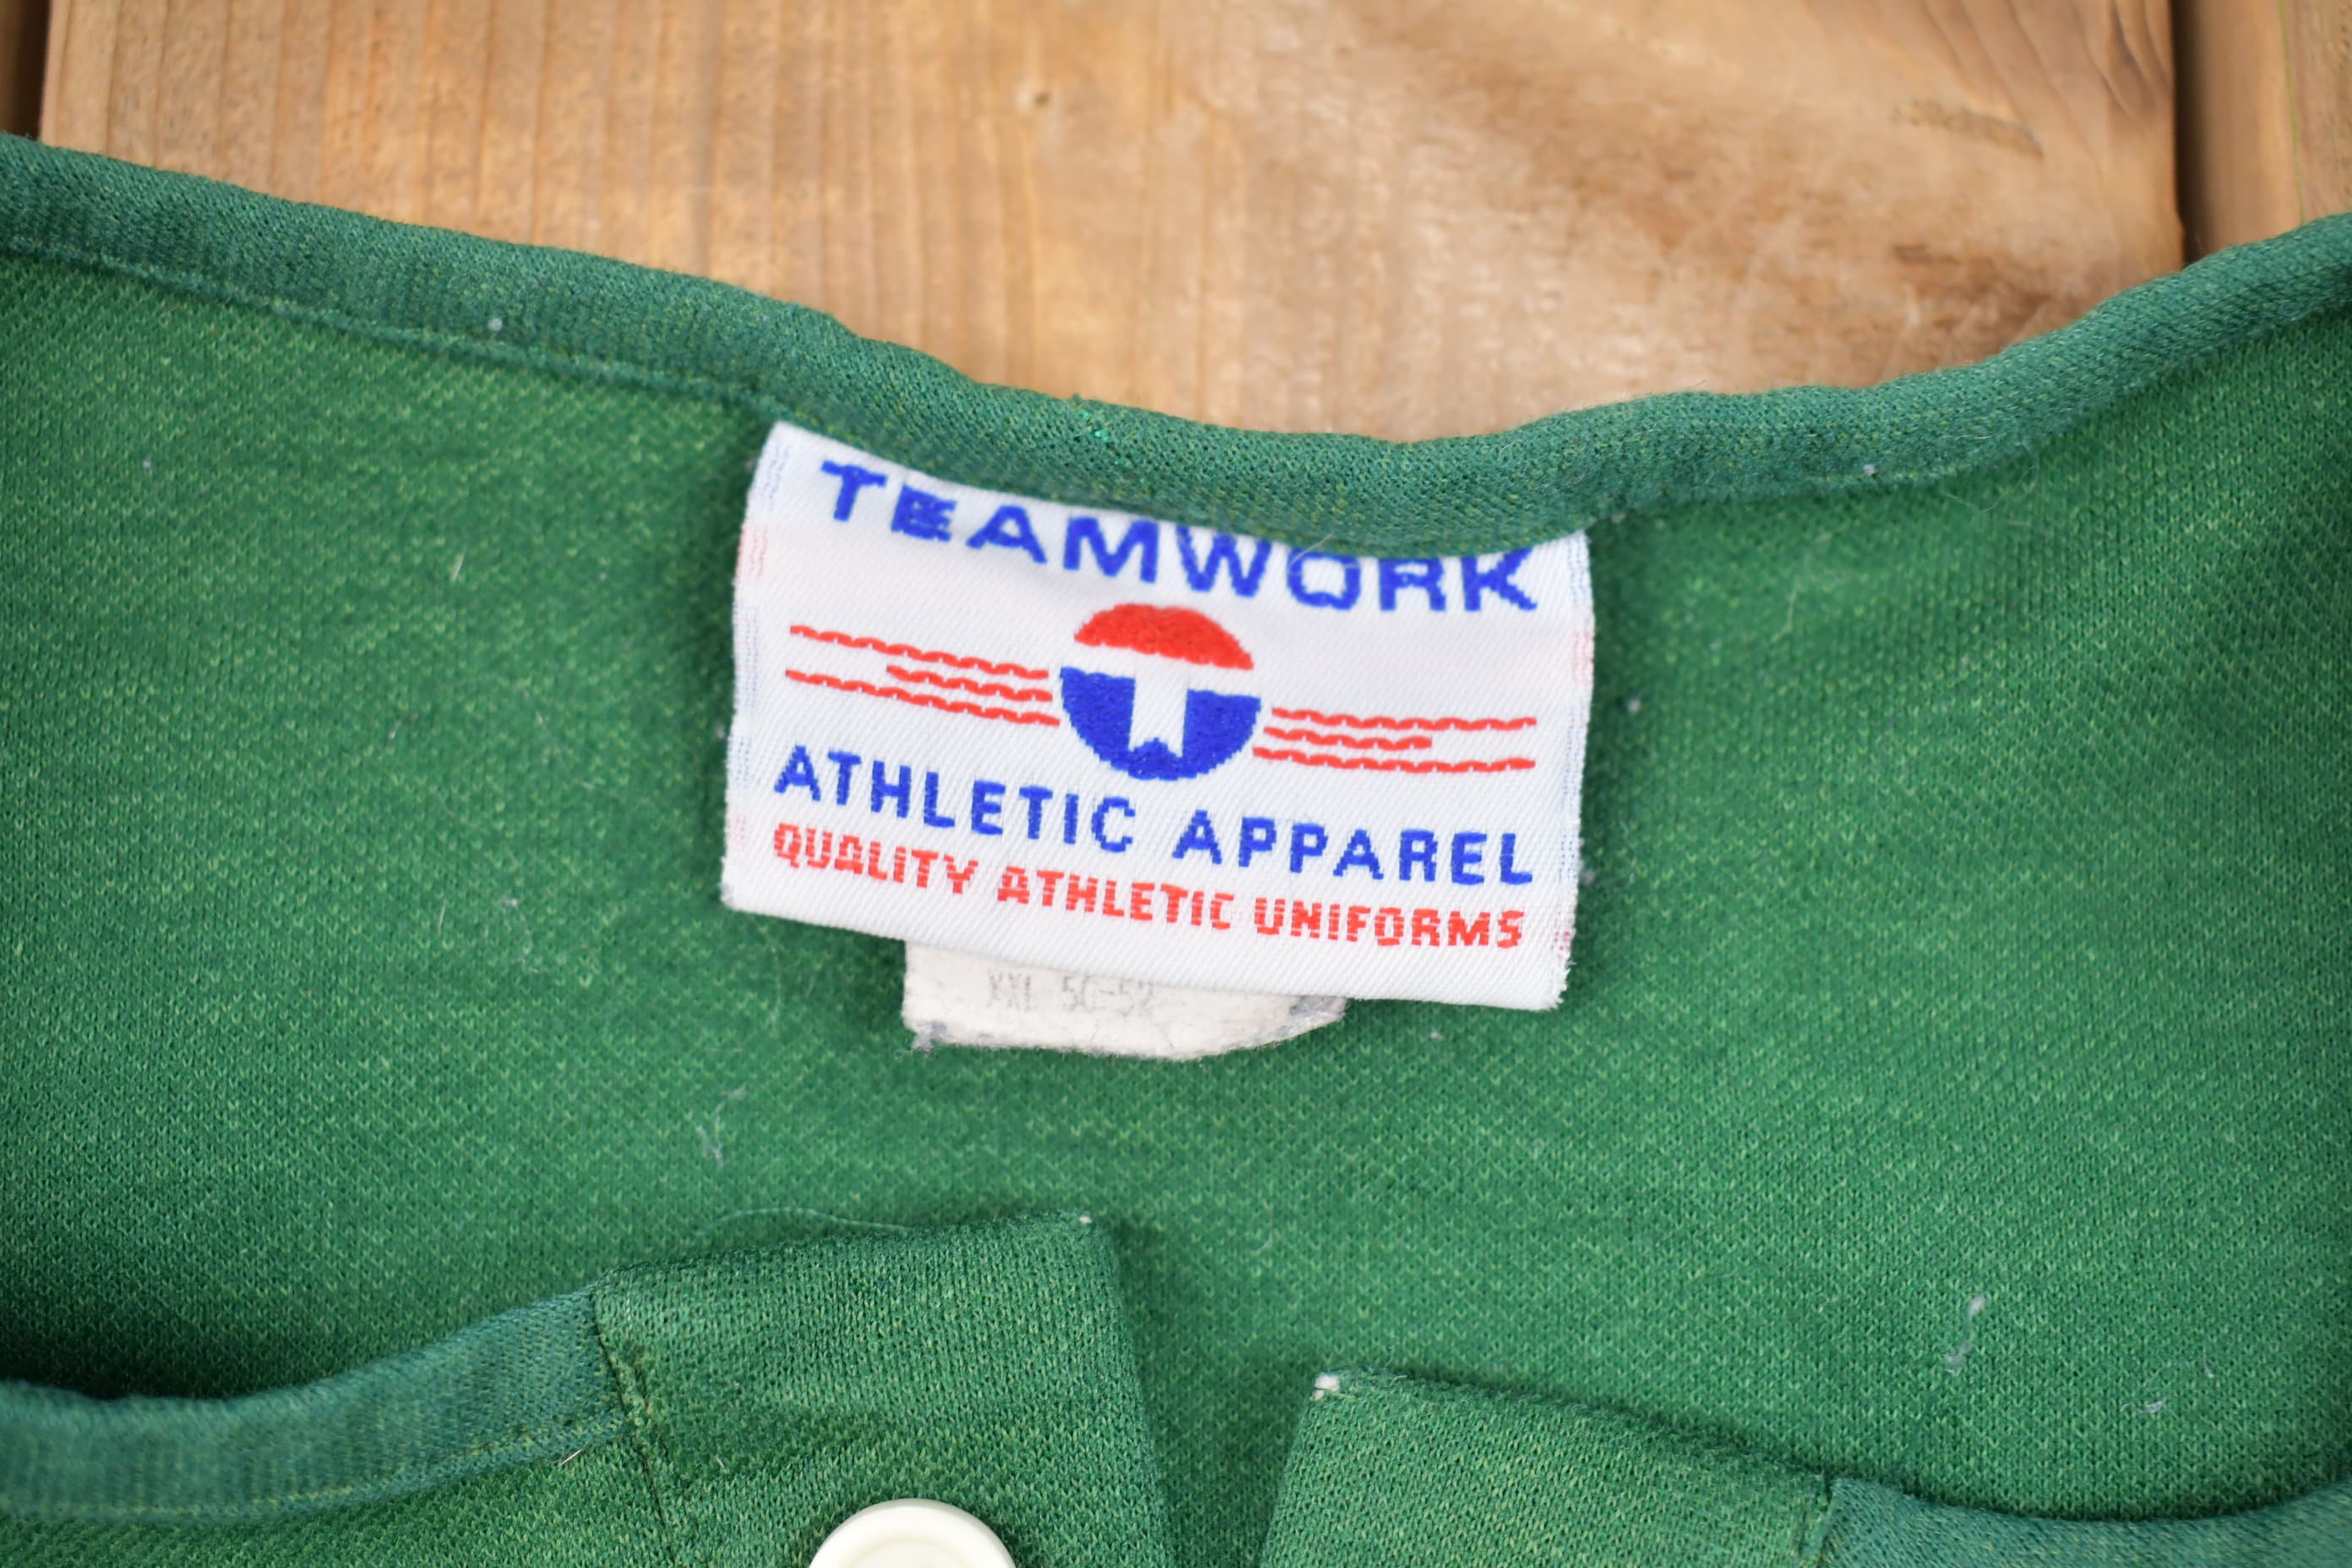 TEAMWORK
ATHLETIC APPAREL
QUALITY ATHLETIC UNIFORMS
XXL 50-52